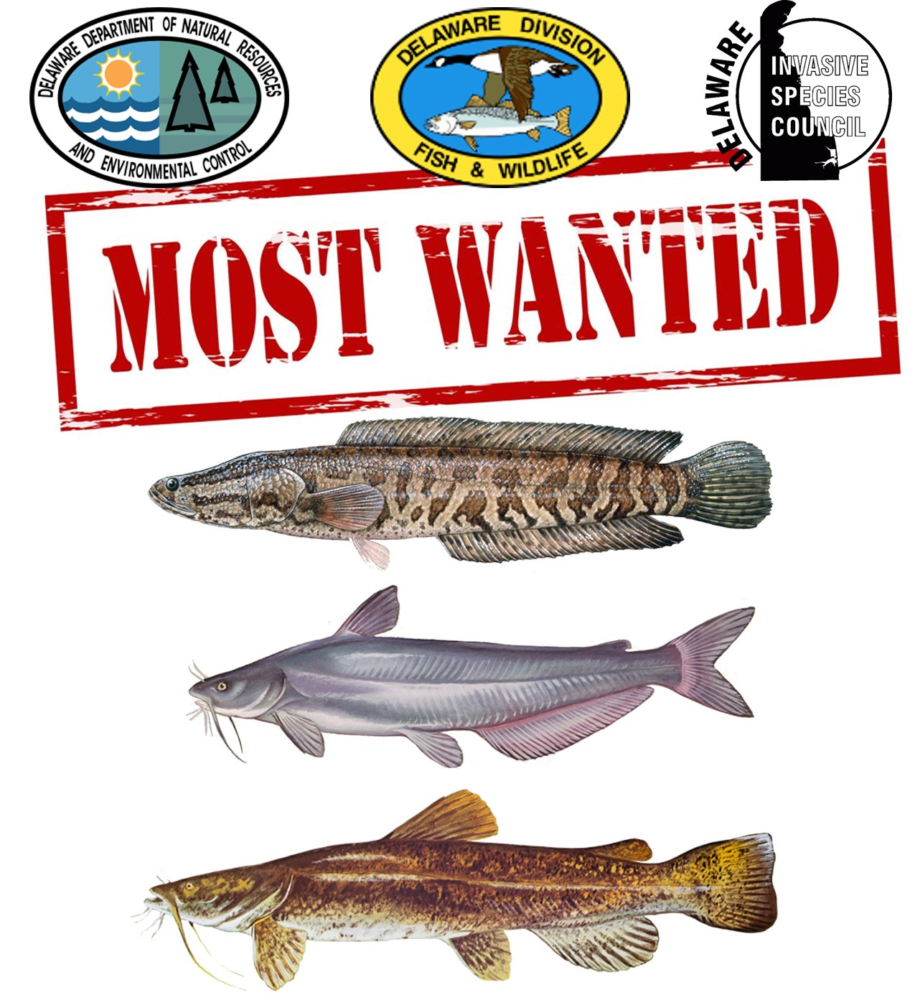 DELAWARE DEPARTMENT OF NATURAL RESOURCES
AND ENVIRONMENTAL CONTROL
DELAWARE DIVISION
FISH & WILDLIFE
DELAWARE
INVASIVE
SPECIES
COUNCIL
MOST WANTED